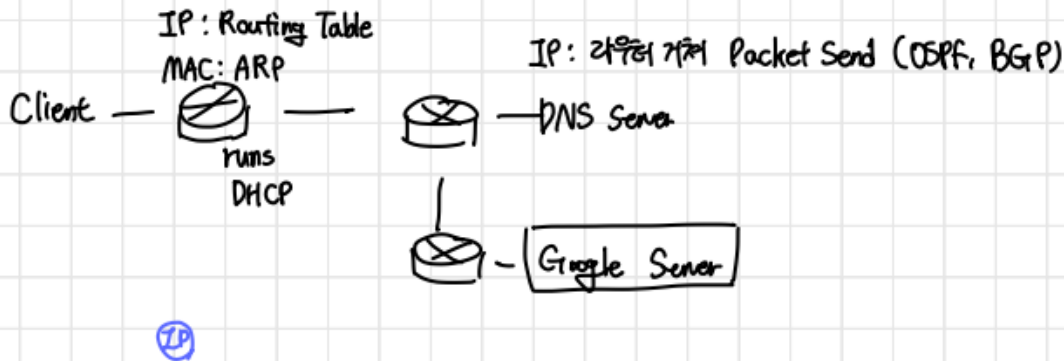 IP : Routing Table
MAC: ARP
IP: 라우터 거쳐 Packet Send (OSPF, BGP)
Client
DNS Server
runs
DHCP
Google Server
IP